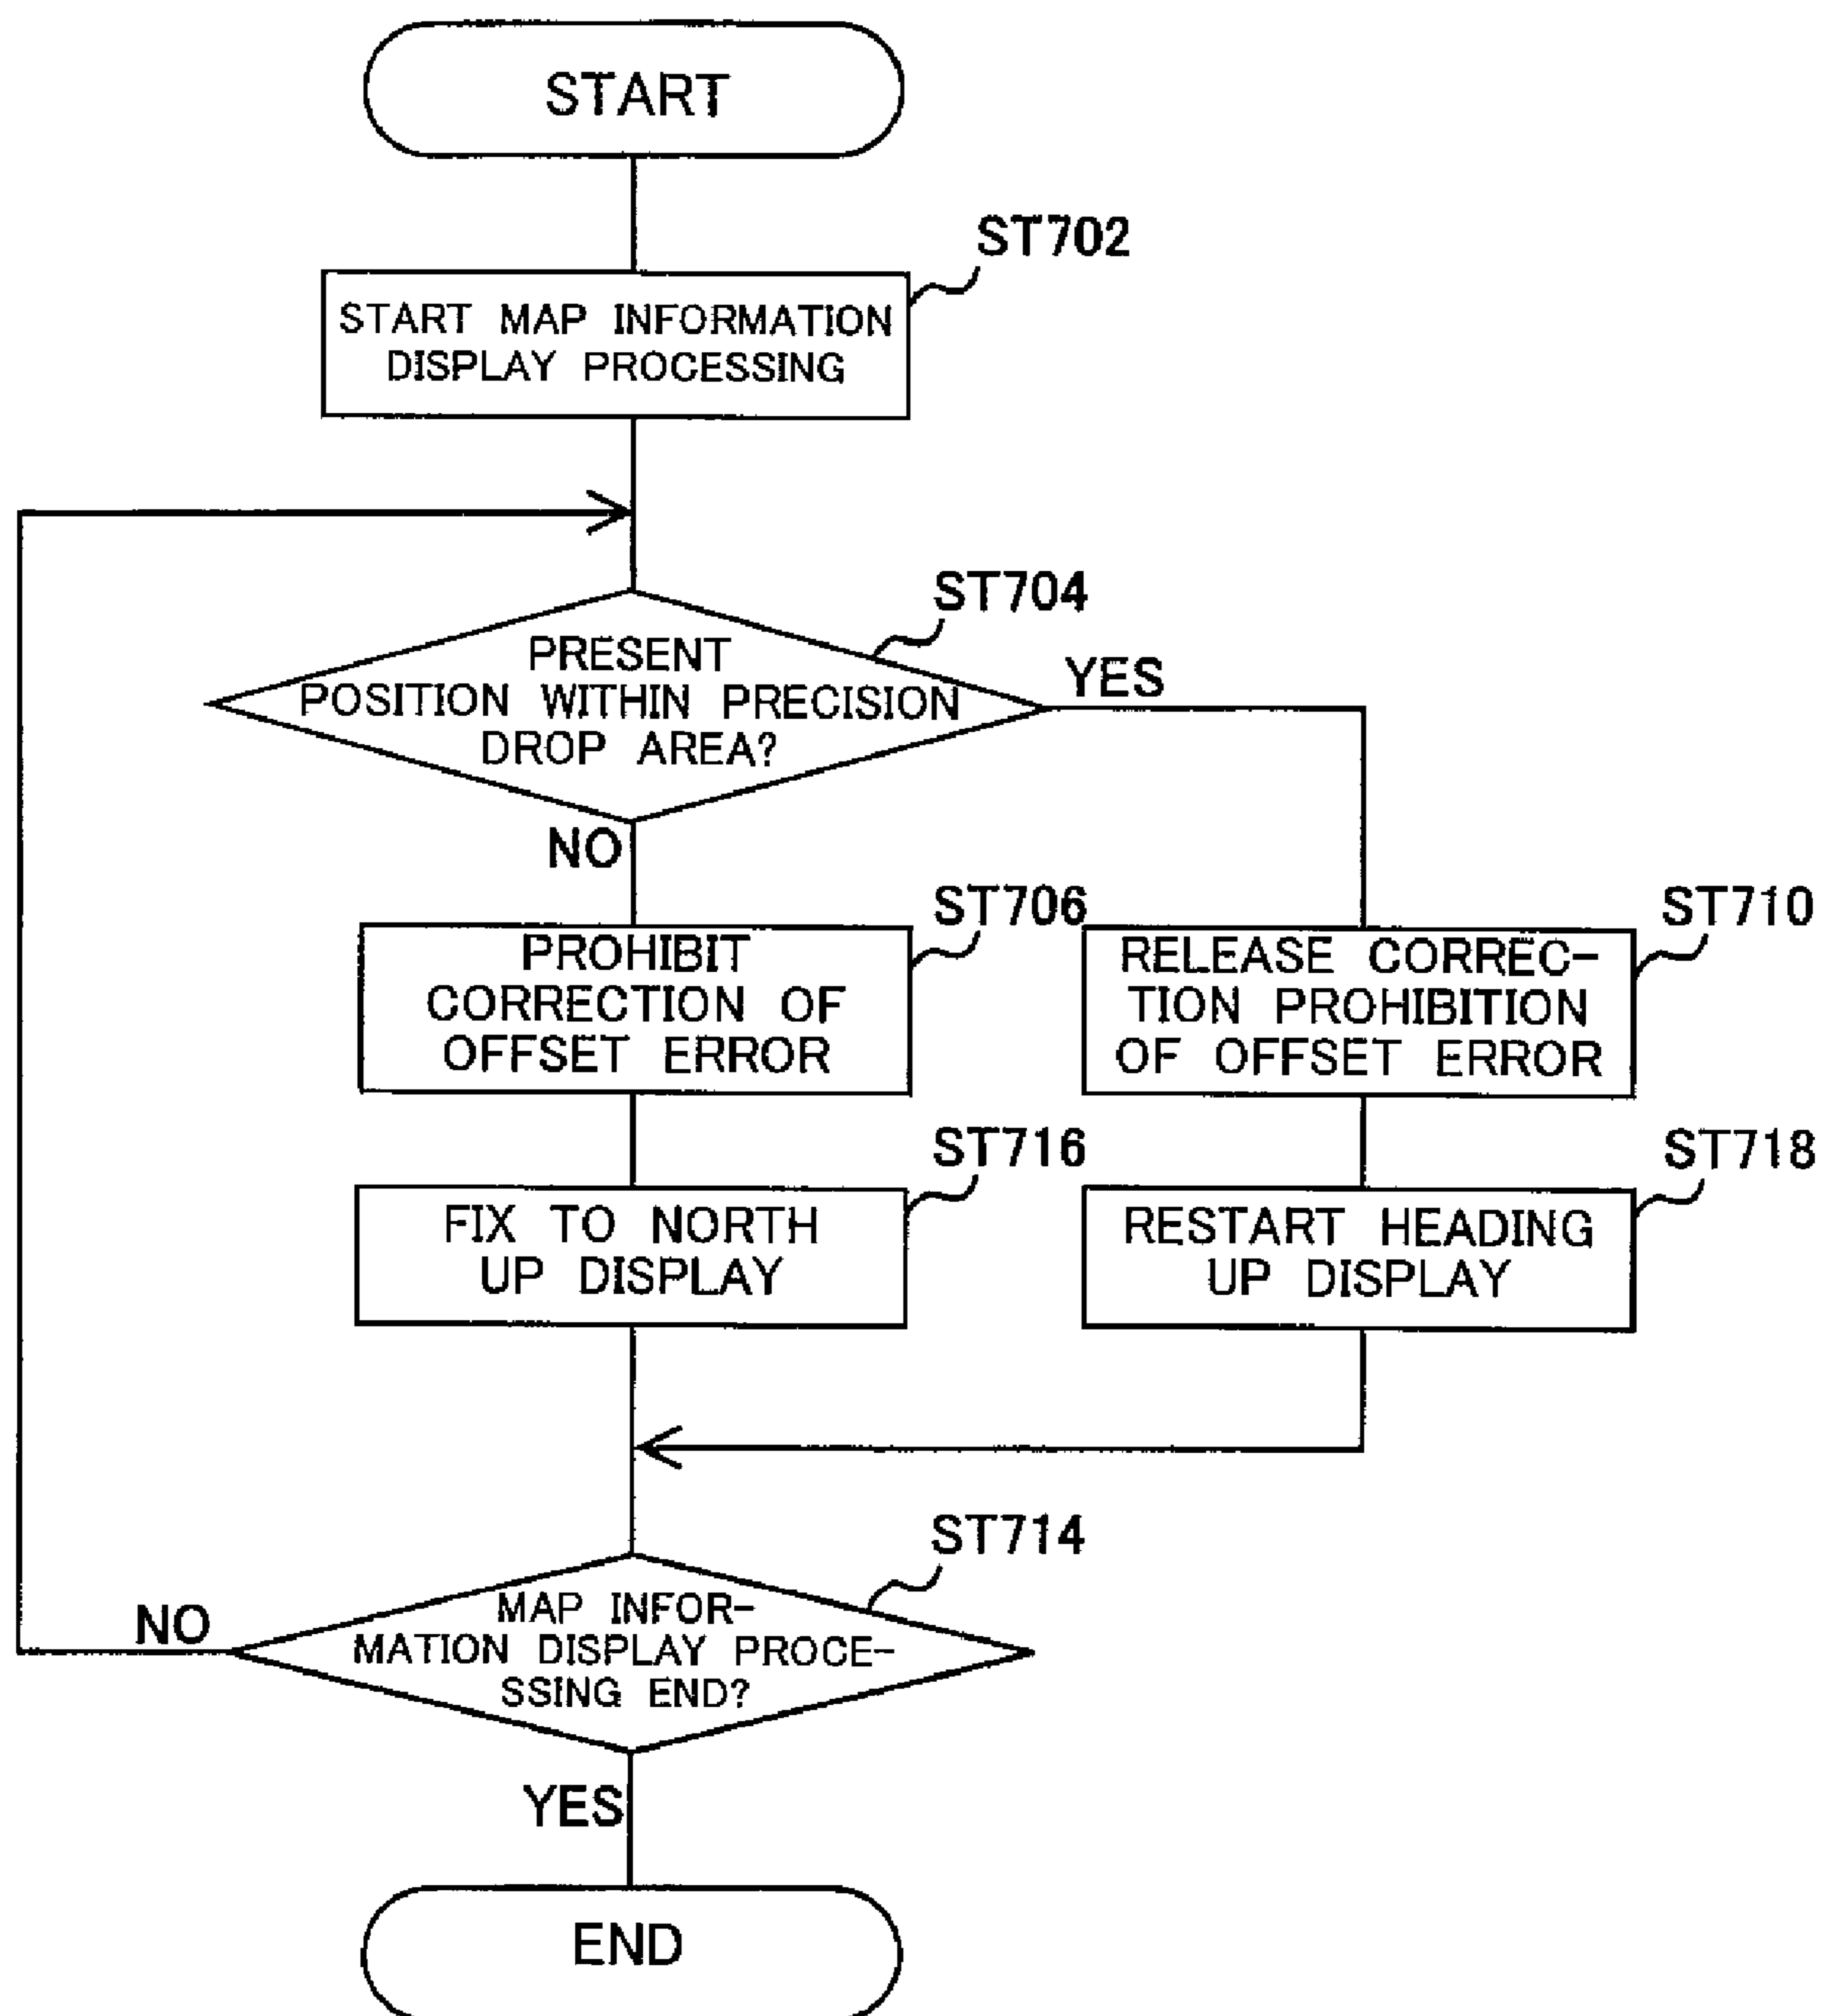 START
ST702
START MAP INFORMATION
DISPLAY PROCESSING
ST704
PRESENT
POSITION WITHIN PRECISION
DROP AREA?
YES
NO
ST706
PROHIBIT
CORRECTION OF
OFFSET ERROR
ST710
RELEASE CORREC-
TION PROHIBITION
OF OFFSET ERROR
ST716
FIX TO NORTH
UP DISPLAY
ST718
RESTART HEADING
UP DISPLAY
ST714
MAP INFOR-
MATION DISPLAY PROCE-
SSING END?
NO
YES
END